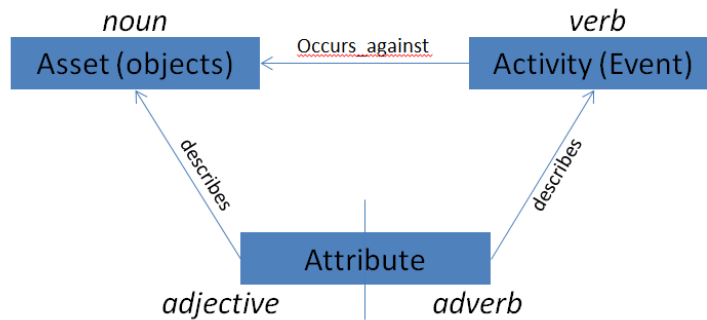 noun
verb
Occurs_against
Asset (objects)
Activity (Event)
describes
describes
Attribute
adjective
adverb